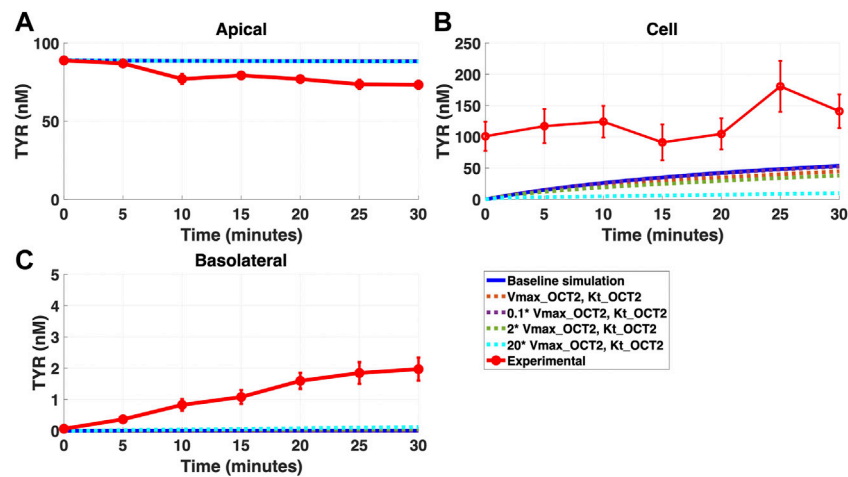 A
Apical
100
50
0
TYR (nM)
0 5 10 15 20 25 30
Time (minutes)
B
Cell
250
200
150
100
50
0
TYR (nM)
0 5 10 15 20 25 30
Time (minutes)
C
Basolateral
5
4
3
2
1
0
TYR (nM)
0 5 10 15 20 25 30
Time (minutes)
Baseline simulation
Vmax_OCT2, Kt_OCT2
0.1* Vmax_OCT2, Kt_OCT2
2* Vmax_OCT2, Kt_OCT2
20* Vmax_OCT2, Kt_OCT2
Experimental